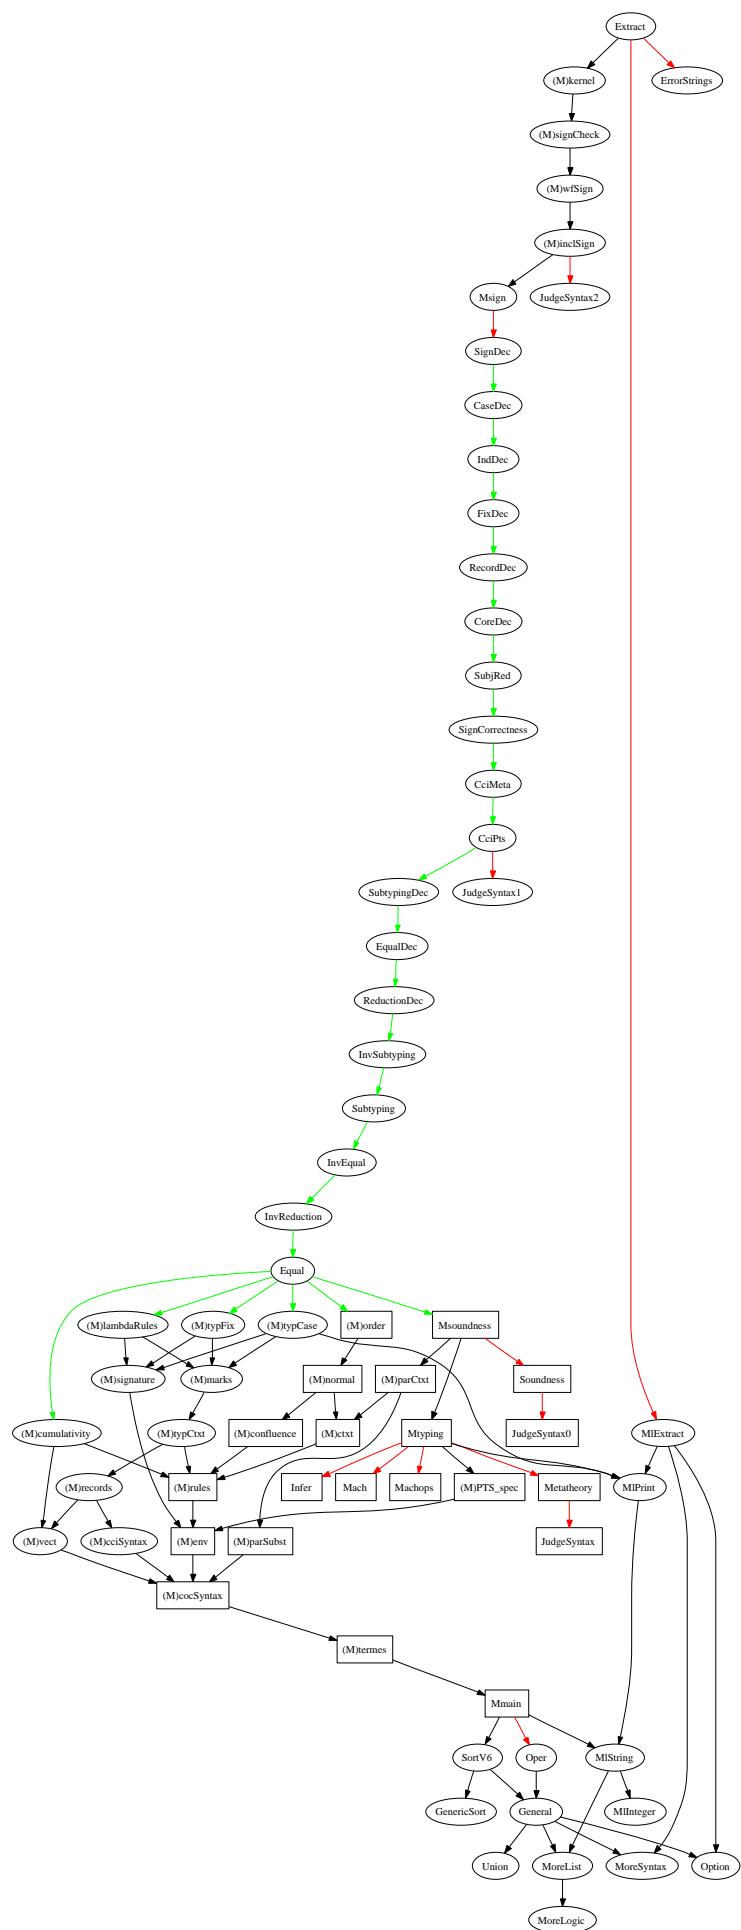 Extract
(M)kernel
ErrorStrings
(M)signCheck
(M)wfSign
(M)inclSign
Msign
JudgeSyntax2
SignDec
CaseDec
IndDec
FixDec
RecordDec
CoreDec
SubjRed
SignCorrectness
CciMeta
CciPts
SubtypingDec
JudgeSyntax1
EqualDec
ReductionDec
InvSubtyping
Subtyping
InvEqual
InvReduction
Equal
(M)lambdaRules
(M)typFix
(M)typCase
(M)order
Msoundness
(M)signature
(M)marks
(M)normal
(M)parCtxt
Soundness
(M)cumulativity
(M)typCtxt
(M)confluence
(M)ctxt
Mtyping
JudgeSyntax0
MlExtract
(M)records
(M)rules
Infer
Mach
Machops
(M)PTS_spec
Metatheory
MlPrint
(M)vect
(M)cciSyntax
(M)env
(M)parSubst
JudgeSyntax
(M)cocSyntax
(M)termes
Mmain
SortV6
Oper
MlString
GenericSort
General
MlInteger
Union
MoreList
MoreSyntax
Option
MoreLogic